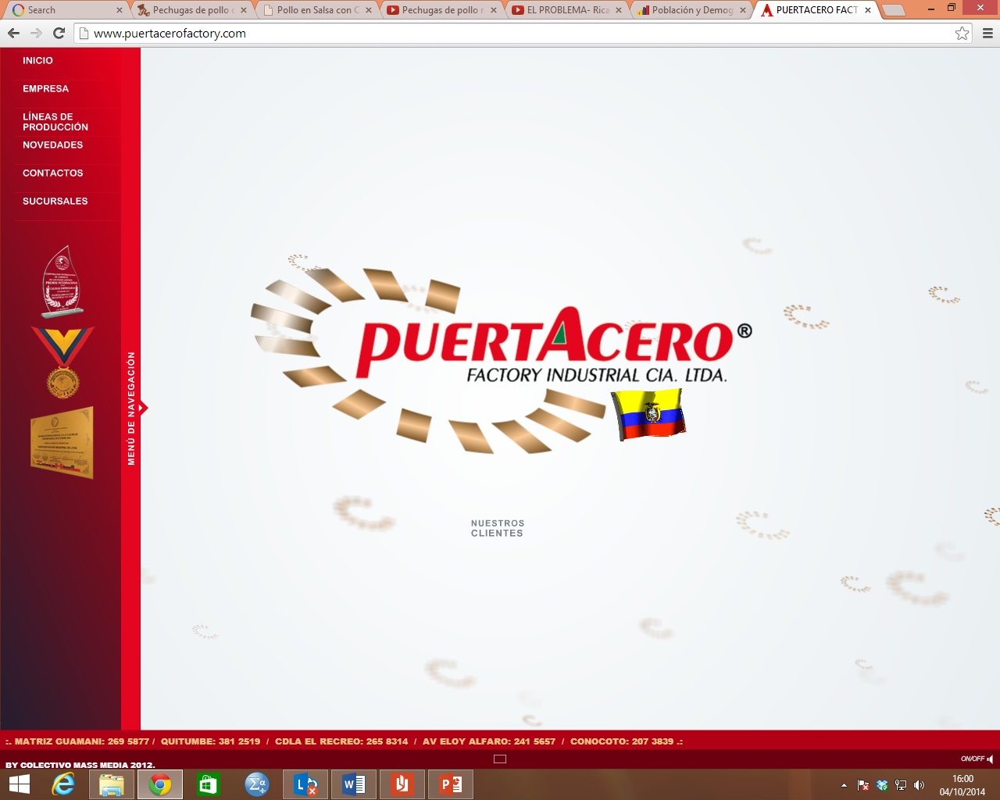 Search
Pechugas de pollo
Pollo en Salsa con C
Pechugas de pollo
EL PROBLEMA- Rica
Población y Demog
PUERTACERO FACT
www.puertacerofactory.com
INICIO
EMPRESA
LÍNEAS DE
PRODUCCIÓN
NOVEDADES
CONTACTOS
SUCURSALES
MENÚ DE NAVEGACIÓN
PUERTACERO®
FACTORY INDUSTRIAL CIA. LTDA.
NUESTROS
CLIENTES
:. MATRIZ GUAMANI: 269 5877 / QUITUMBE: 381 2519 / CDLA EL RECREO: 265 8314 / AV ELOY ALFARO: 241 5657 / CONOCOTO: 207 3839 .:
BY COLECTIVO MASS MEDIA 2012.
ON/OFF
16:00
04/10/2014